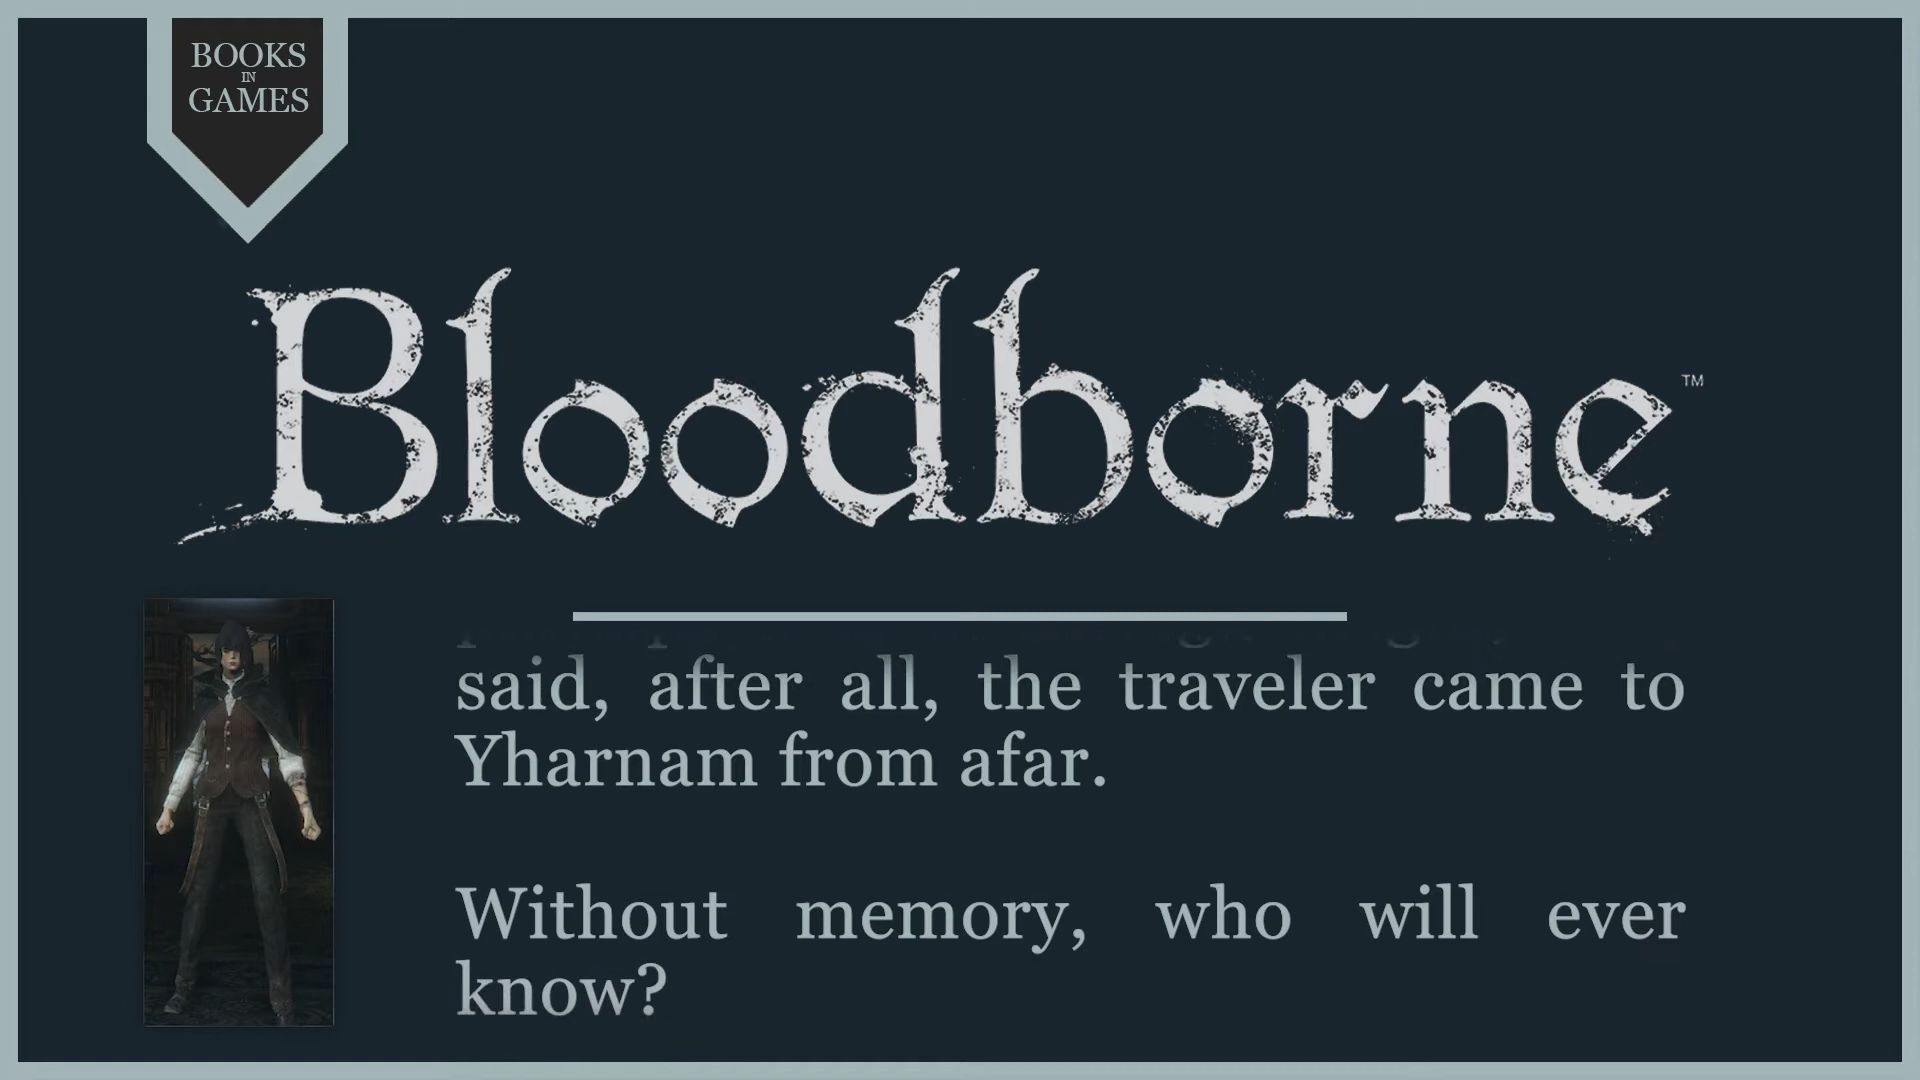 BOOKS
IN
GAMES
Bloodborne™
said, after all, the traveler came to
Yharnam from afar.
Without memory, who will ever
know?